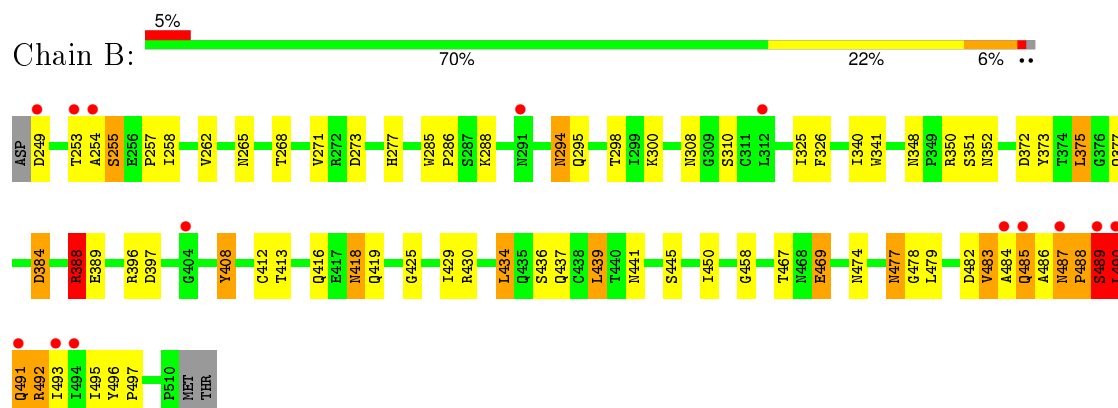 5%
Chain B:
70% 22% 6% ••
ASP D249 T253 A254 S255 E256 P257 I258 V262 N265 T268 V271 R272 D273 H277 W285 P286 S287 K288 N291 N294 Q295 T298 I299 K300 N308 G309 S310 C311 L312 I325 F326 I340 W341 N348 P349 R350 S351 N352 D372 Y373 T374 L375 G376 Q377
D384 R388 E389 R396 D397 G404 Y408 C412 T413 Q416 E417 N418 Q419 G425 I429 R430 L434 Q435 S436 Q437 C438 L439 T440 N441 S445 I450 G458 T467 N468 E469 N474 N477 G478 L479 D482 V483 A484 Q485 A486 N487 P488 S489 L490
Q491 R492 I493 I494 I495 Y496 P497 P510 MET THR